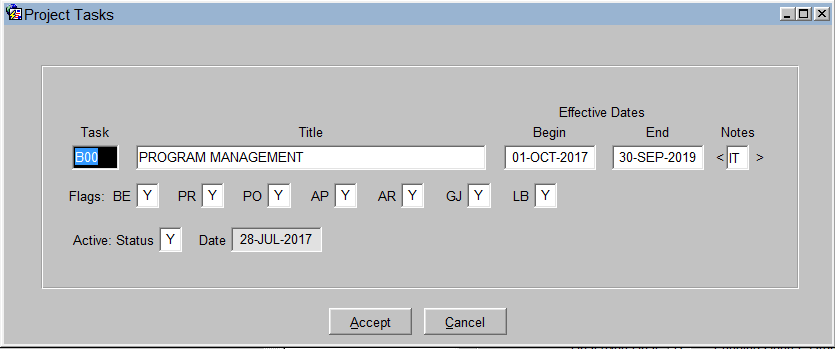 Project Tasks
Effective Dates
Task Title Begin End Notes
B00 PROGRAM MANAGEMENT 01-OCT-2017 30-SEP-2019 < IT >
Flags: BE Y PR Y PO Y AP Y AR Y GJ Y LB Y
Active: Status Y Date 28-JUL-2017
Accept Cancel